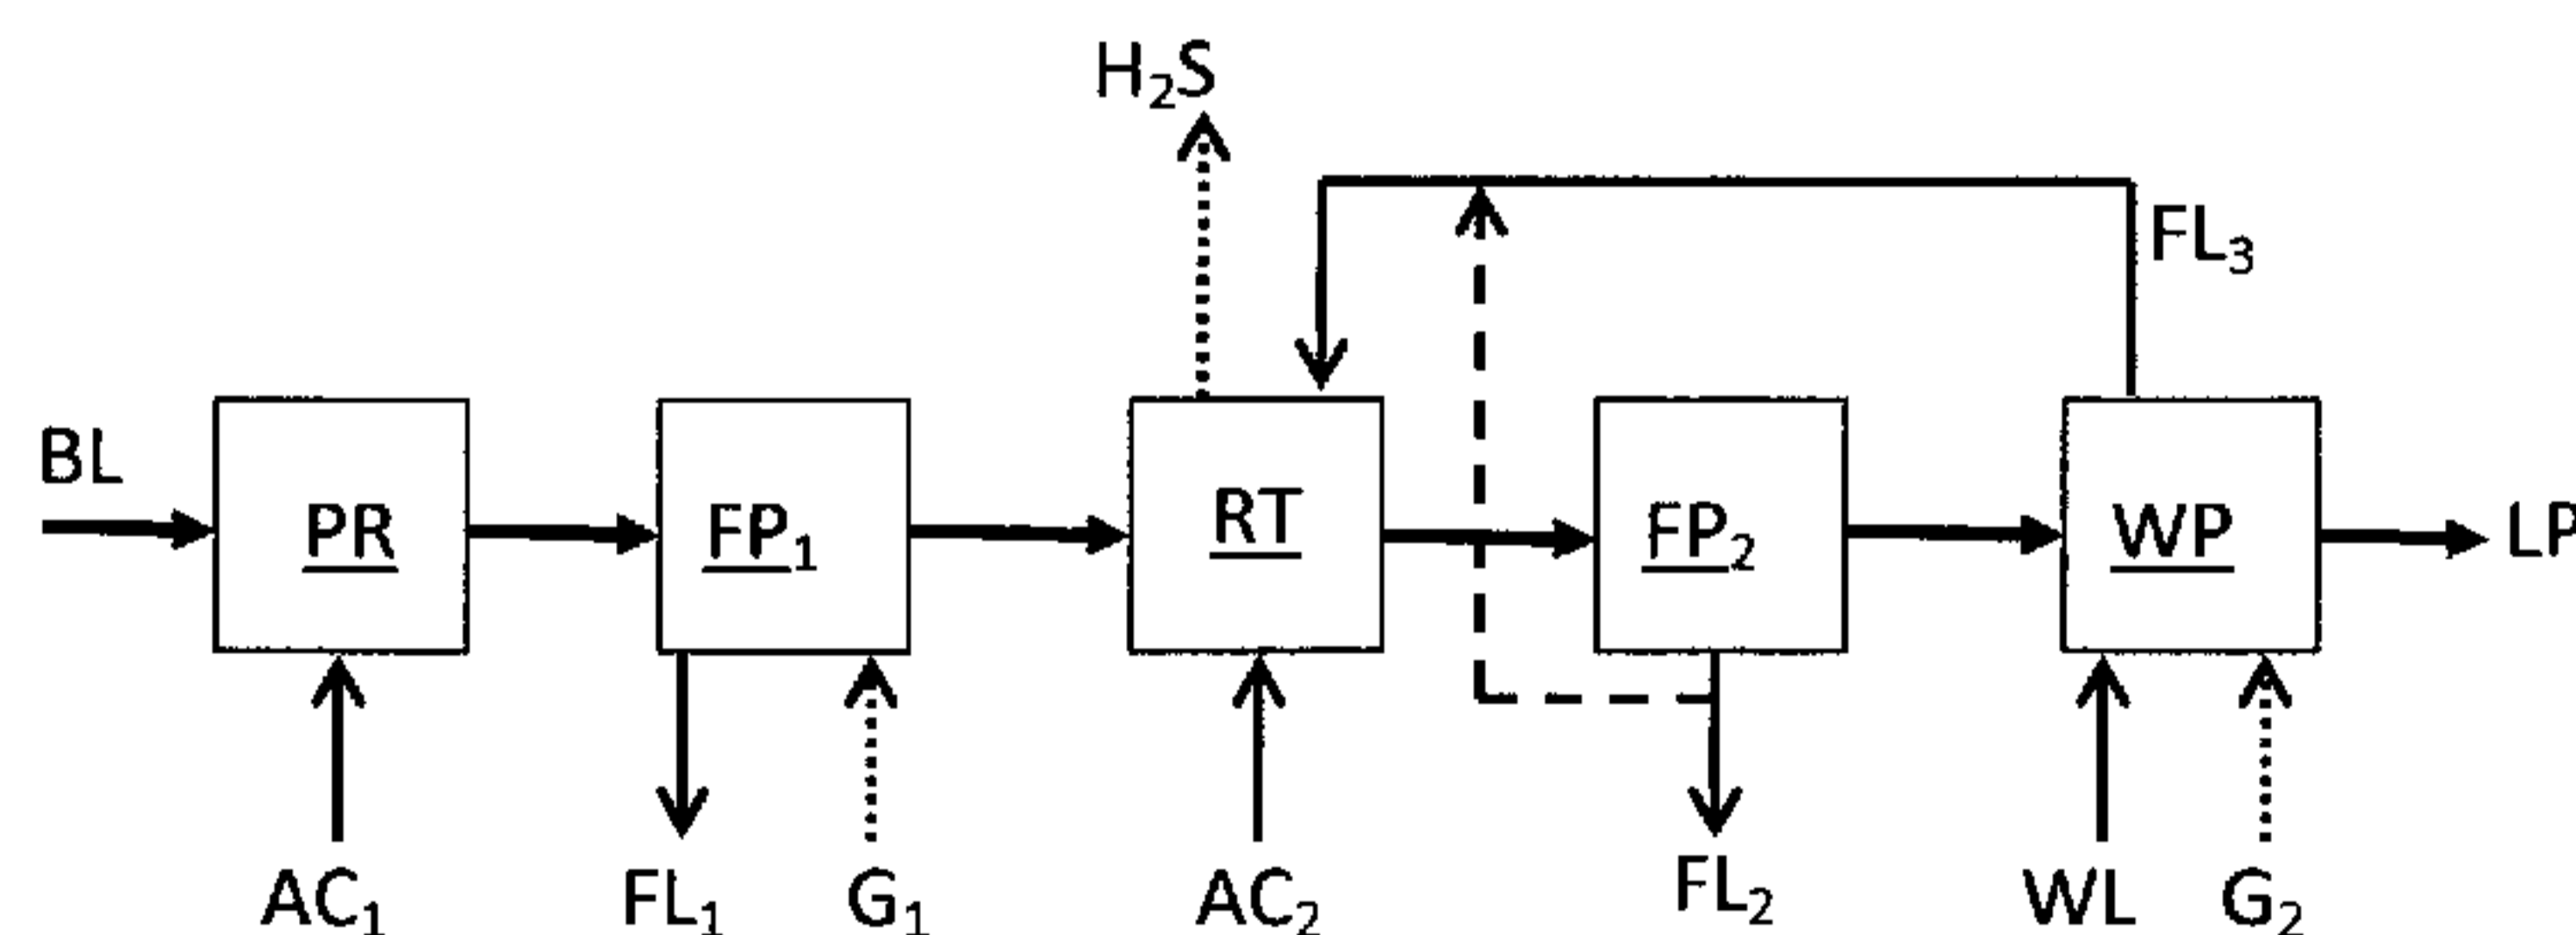 H₂S
FL₃
BL
PR
FP₁
RT
FP₂
WP
LP
AC₁
FL₁
G₁
AC₂
FL₂
WL
G₂